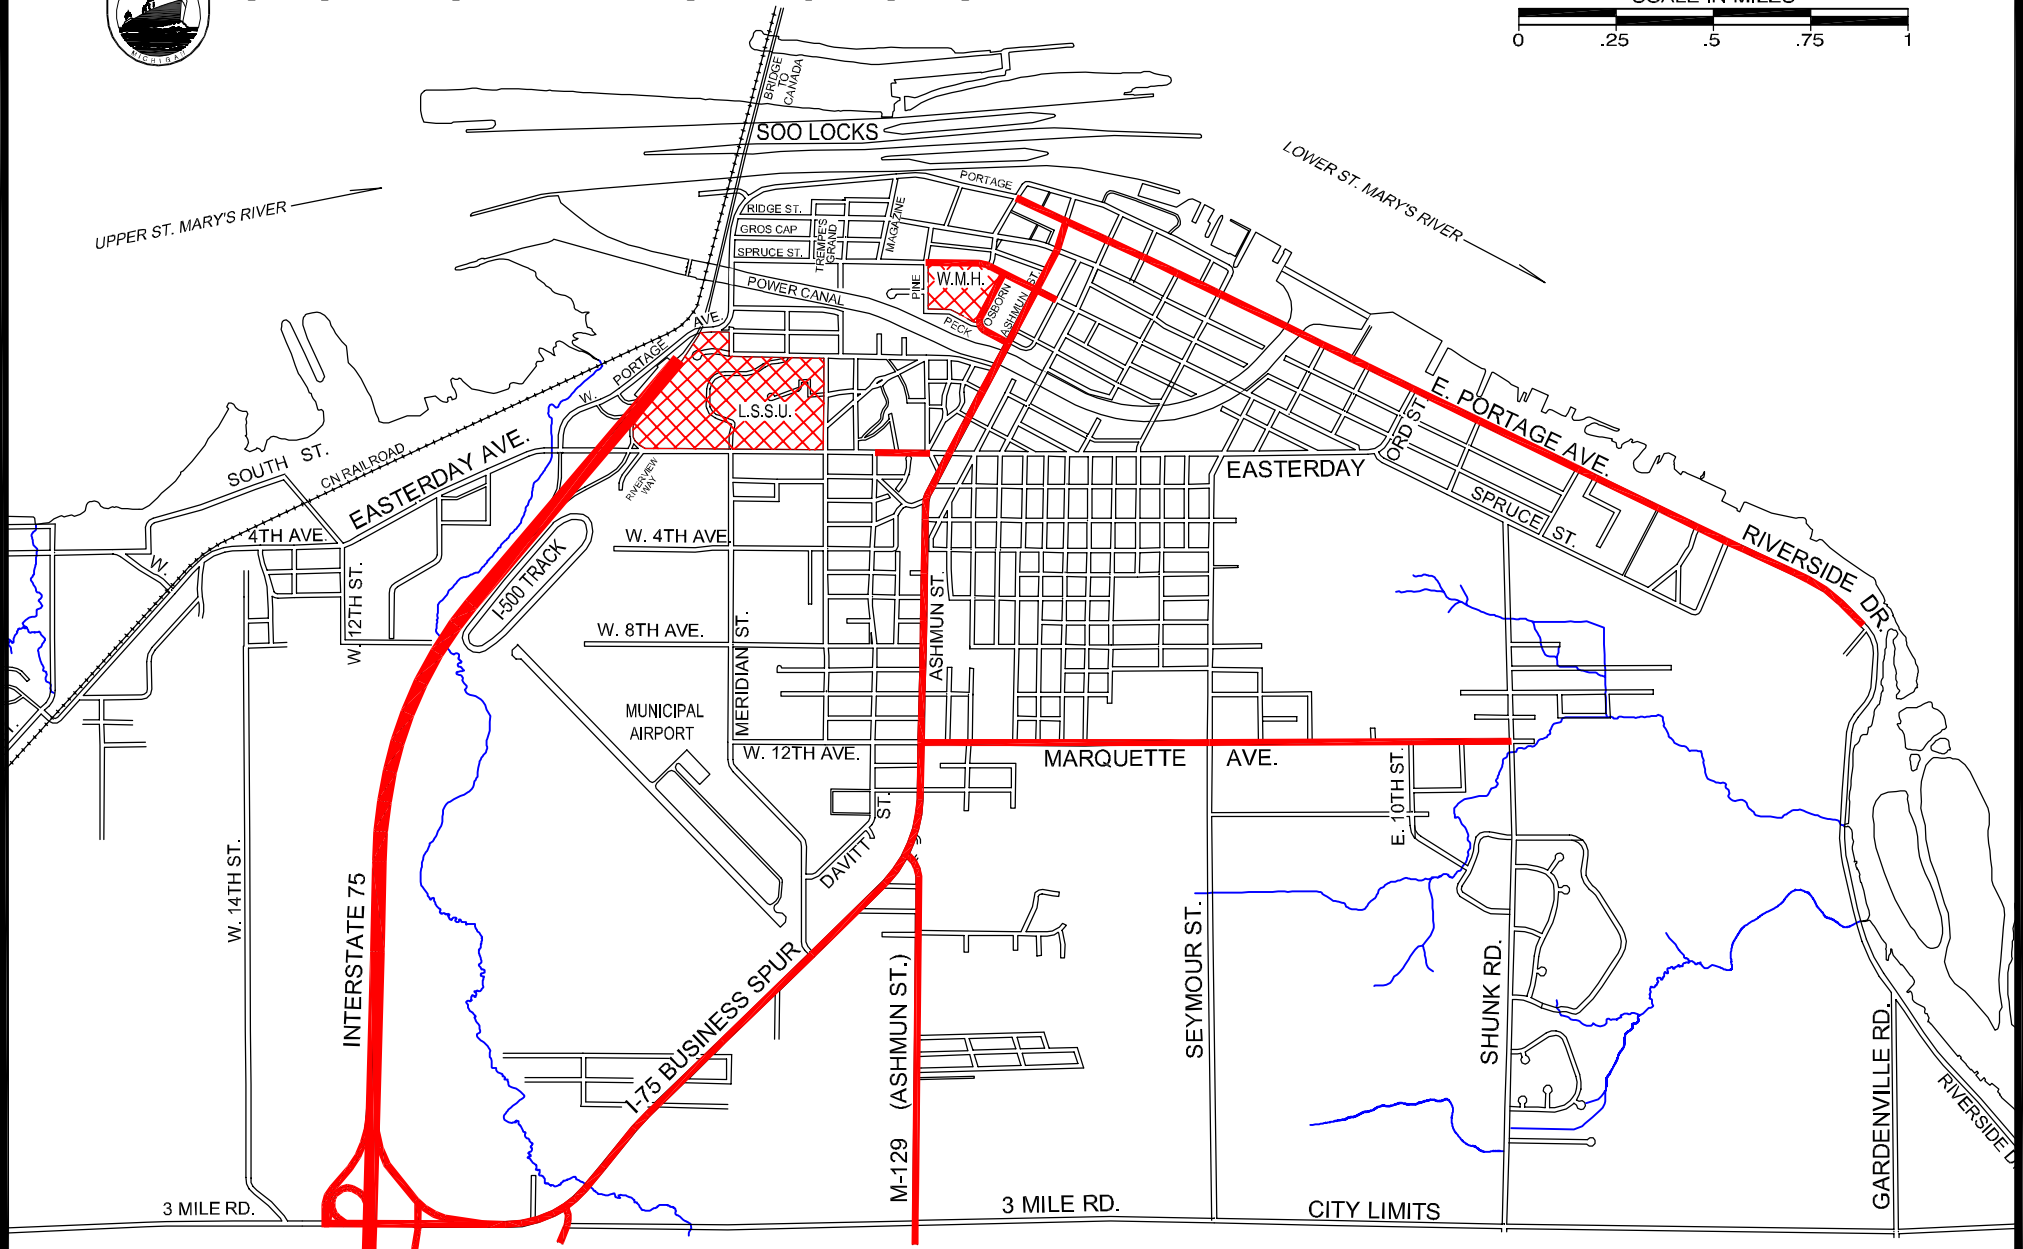 SCALE IN MILES
0 .25 .5 .75 1
MICHIGAN
BRIDGE
TO
CANADA
SOO LOCKS
LOWER ST. MARY'S RIVER
UPPER ST. MARY'S RIVER
PORTAGE
RIDGE ST.
GROS CAP
SPRUCE ST.
TREMPE'S
GRAND
MAGAZINE
PINE
W.M.H.
OSBORN
ASHMUN ST.
PECK
POWER CANAL
W. PORTAGE AVE.
L.S.S.U.
SOUTH ST.
CN RAILROAD
EASTERDAY AVE.
RIVERVIEW
WAY
EASTERDAY
ORD ST.
E. PORTAGE AVE.
SPRUCE ST.
RIVERSIDE DR.
W. 4TH AVE.
W. 4TH AVE.
I-500 TRACK
W. 12TH ST.
W. 8TH AVE.
MERIDIAN ST.
ASHMUN ST.
MUNICIPAL
AIRPORT
W. 12TH AVE.
MARQUETTE AVE.
E. 10TH ST.
DAVITT ST.
W. 14TH ST.
INTERSTATE 75
I-75 BUSINESS SPUR
M-129 (ASHMUN ST.)
SEYMOUR ST.
SHUNK RD.
GARDENVILLE RD.
RIVERSIDE D
3 MILE RD.
3 MILE RD.
CITY LIMITS